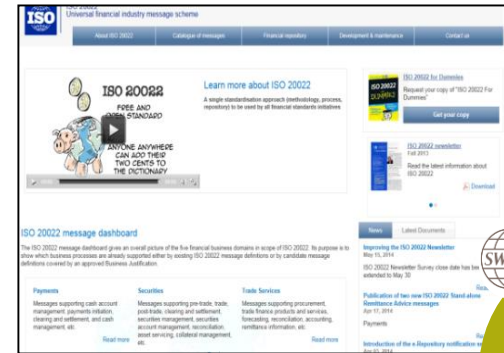 ISO
ISO 20022
Universal financial industry message scheme
About ISO 20022
Catalogue of messages
Financial repository
Development & maintenance
Contact us
ISO 20022
FREE AND
OPEN STANDARD
ANYONE ANYWHERE
CAN ADD THEIR
TWO CENTS TO
THE DICTIONARY
Learn more about ISO 20022
A single standardisation approach (methodology, process,
repository) to be used by all financial standards initiatives
ISO 20022 for Dummies
Request your copy of "ISO 20022 For
Dummies"
Get your copy
ISO 20022 newsletter
Fall 2013
Read the latest information about
ISO 20022
Download
ISO 20022 message dashboard
The ISO 20022 message dashboard gives an overall picture of the five financial business domains in scope of ISO 20022. Its purpose is to
show which business processes are already supported either by existing ISO 20022 message definitions or by candidate message
definitions covered by an approved Business Justification.
Payments
Messages supporting cash account
management, payments initiation,
clearing and settlement, and cash
management, etc.
Read more
Securities
Messages supporting pre-trade, trade,
post-trade, clearing and settlement,
securities management, securities
account management, reconciliation,
asset servicing, collateral management,
etc.
Read more
Trade Services
Messages supporting procurement,
trade finance products and services,
forecasting, reconciliation, accounting,
remittance information, etc.
Read more
News
Latest Documents
Improving the ISO 20022 Newsletter
May 15, 2014
ISO 20022 Newsletter Survey close date has been
extended to May 30
Publication of two new ISO 20022 Stand-alone
Remittance Advice messages
Apr 17, 2014
Payments
Introduction of the e-Repository notification
Apr 03, 2014
SW